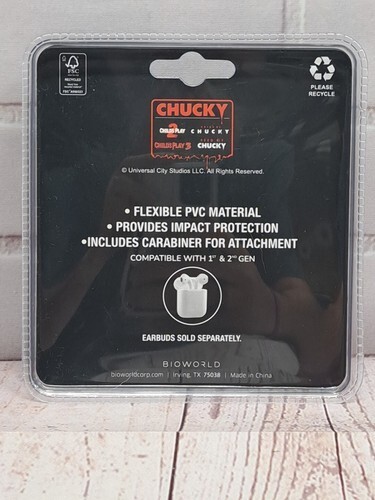 FSC
RECYCLED
PLEASE
RECYCLE
CHUCKY
CHILD'S PLAY 2
CHUCKY
CHILD'S PLAY 3
CHUCKY
© Universal City Studios LLC. All Rights Reserved.
• FLEXIBLE PVC MATERIAL
• PROVIDES IMPACT PROTECTION
•INCLUDES CARABINER FOR ATTACHMENT
COMPATIBLE WITH 1ST & 2ND GEN
EARBUDS SOLD SEPARATELY.
BIOWORLD
bioworldcorp.com | Irving, TX 75038 | Made in China